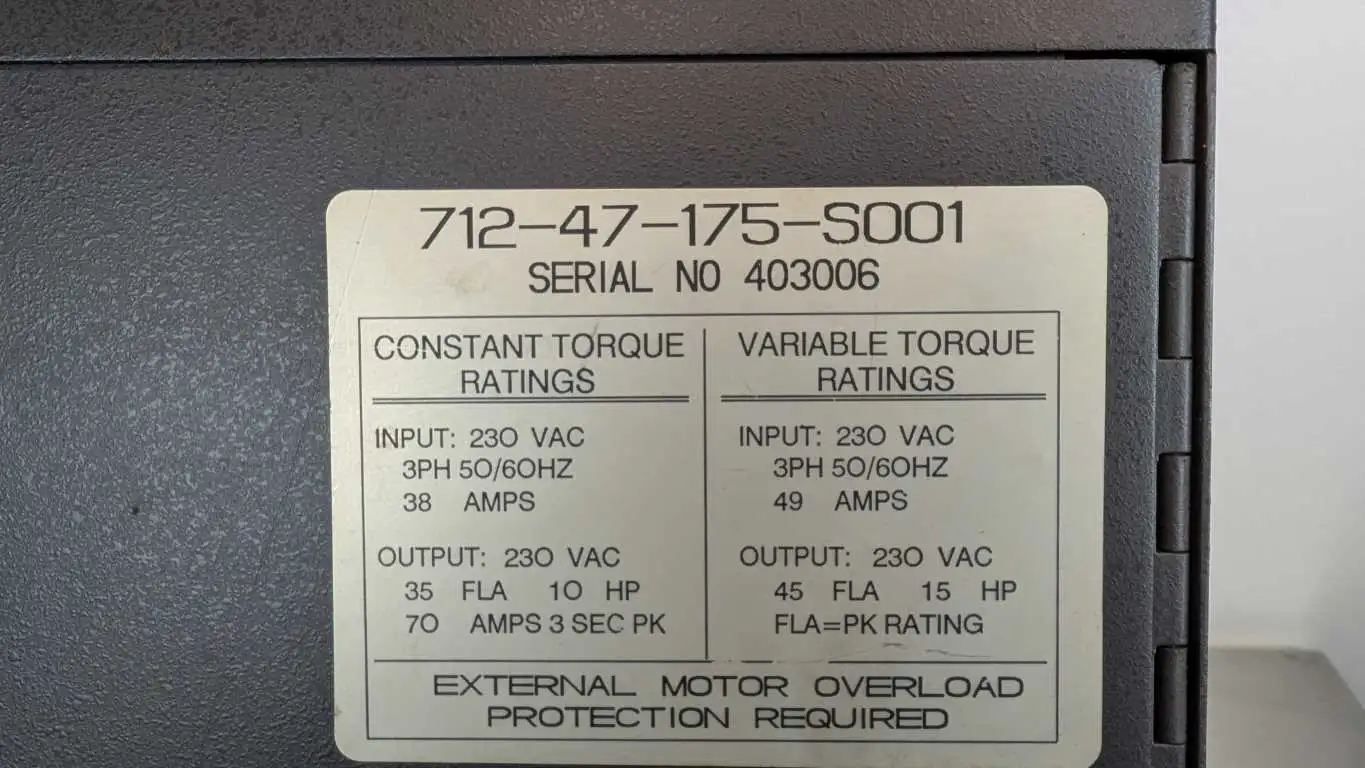 712-47-175-S001
SERIAL NO 403006
CONSTANT TORQUE
RATINGS
INPUT: 230 VAC
3PH 50/60HZ
38 AMPS
OUTPUT: 230 VAC
35 FLA 10 HP
70 AMPS 3 SEC PK
VARIABLE TORQUE
RATINGS
INPUT: 230 VAC
3PH 50/60HZ
49 AMPS
OUTPUT: 230 VAC
45 FLA 15 HP
FLA=PK RATING
EXTERNAL MOTOR OVERLOAD
PROTECTION REQUIRED